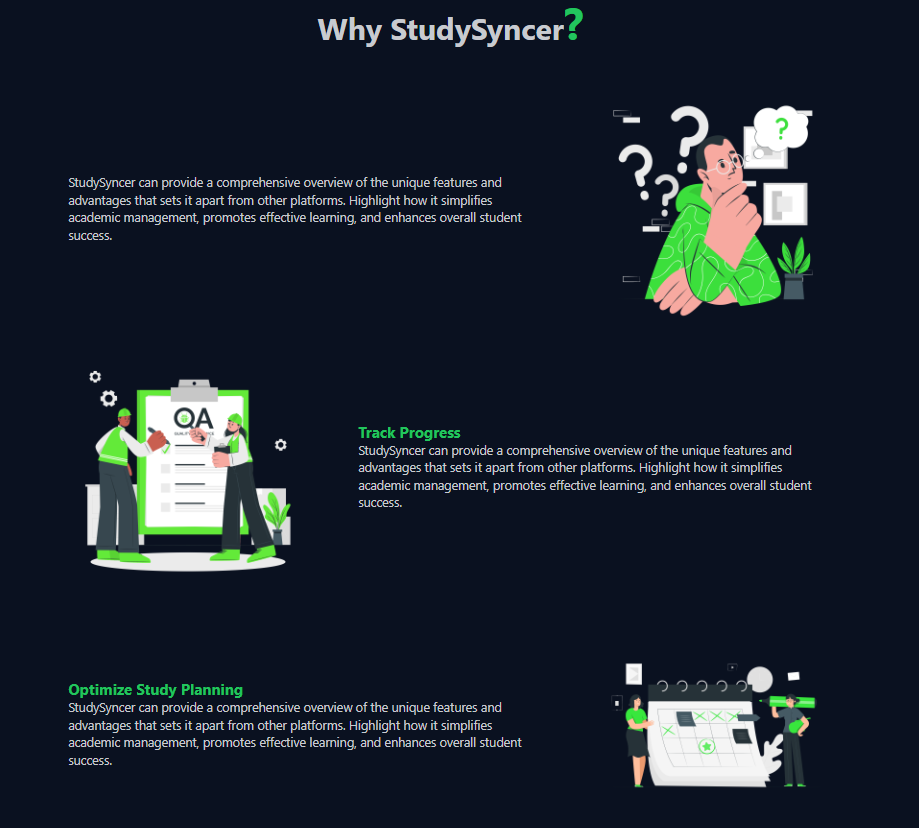 Why StudySyncer?
?
StudySyncer can provide a comprehensive overview of the unique features and
advantages that sets it apart from other platforms. Highlight how it simplifies
academic management, promotes effective learning, and enhances overall student
success.
QA
Track Progress
StudySyncer can provide a comprehensive overview of the unique features and
advantages that sets it apart from other platforms. Highlight how it simplifies
academic management, promotes effective learning, and enhances overall student
success.
Optimize Study Planning
StudySyncer can provide a comprehensive overview of the unique features and
advantages that sets it apart from other platforms. Highlight how it simplifies
academic management, promotes effective learning, and enhances overall student
success.